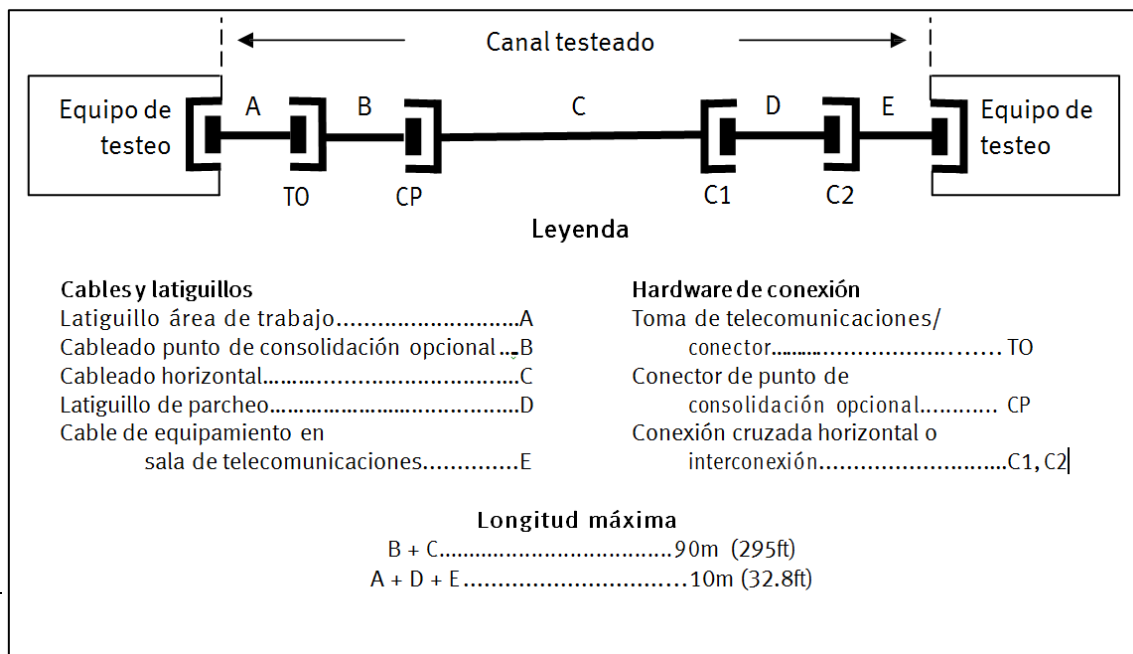 Canal testeado
Equipo de
testeo
A
B
C
D
E
Equipo de
testeo
TO
CP
C1
C2
Leyenda
Cables y latiguillos
Latiguillo área de trabajo..............................A
Cableado punto de consolidación opcional...B
Cableado horizontal.......................................C
Latiguillo de parcheo......................................D
Cable de equipamiento en
sala de telecomunicaciones..............E
Hardware de conexión
Toma de telecomunicaciones/
conector.................................... TO
Conector de punto de
consolidación opcional............ CP
Conexión cruzada horizontal o
interconexión............................C1, C2
Longitud máxima
B + C.....................................90m (295ft)
A + D + E................................10m (32.8ft)